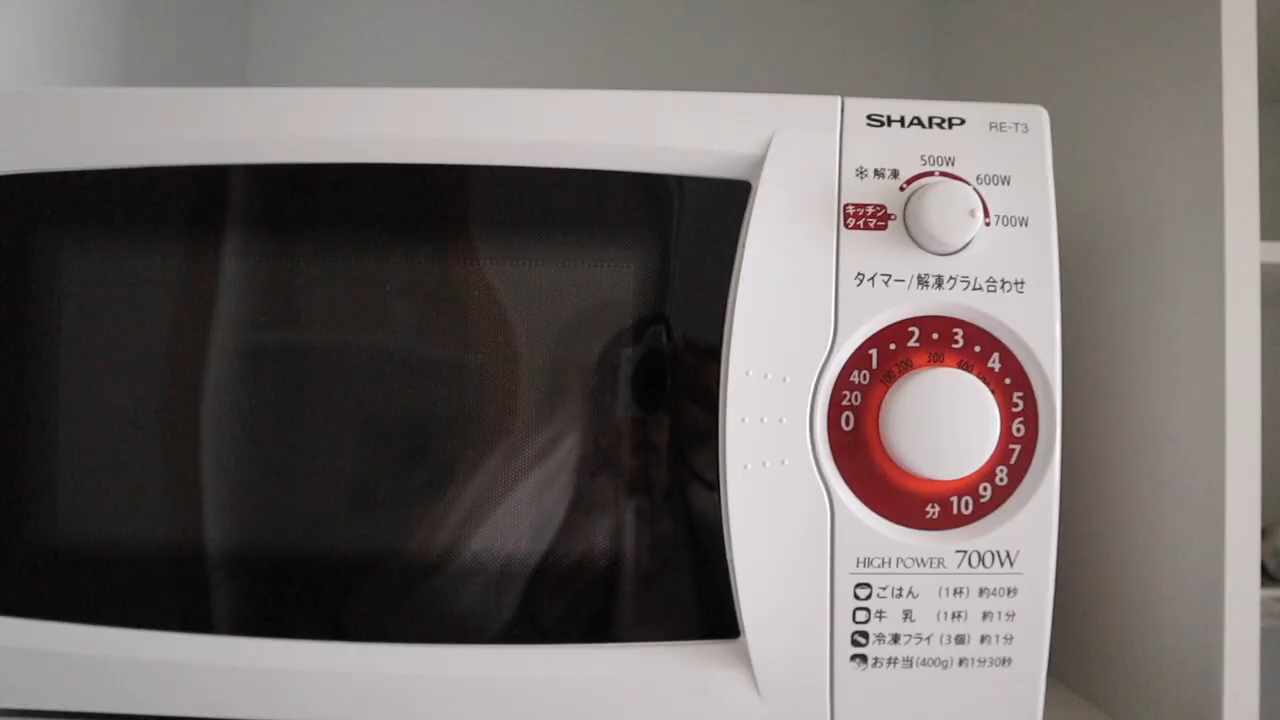 SHARP RE-T3
500W
解凍 600W
キッチン
タイマー
700W
タイマー/解凍グラム合わせ
0 20 40 1・2・3・4・5 6 7 8 9 10 分
100 200 300 400
HIGH POWER 700W
ごはん (1杯) 約40秒
牛乳 (1杯) 約1分
冷凍フライ (3個) 約1分
お弁当(400g) 約1分30秒